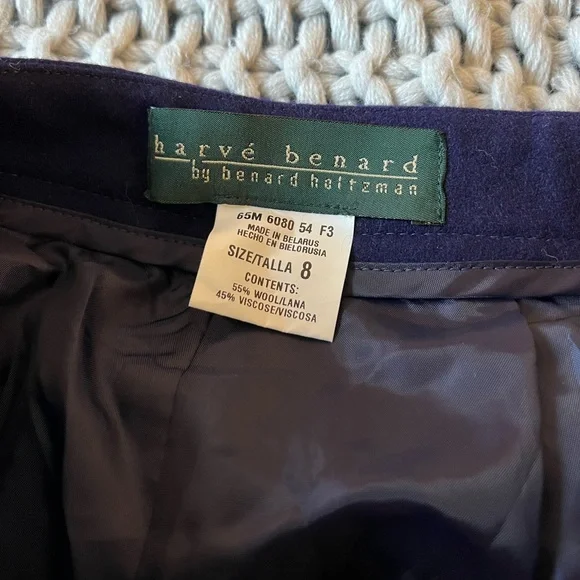 harvé benard
by benard holtzman
65M 6080 54 F3
MADE IN BELARUS
HECHO EN BIELORUSIA
SIZE/TALLA 8
CONTENTS:
55% WOOL/LANA
45% VISCOSE/VISCOSA